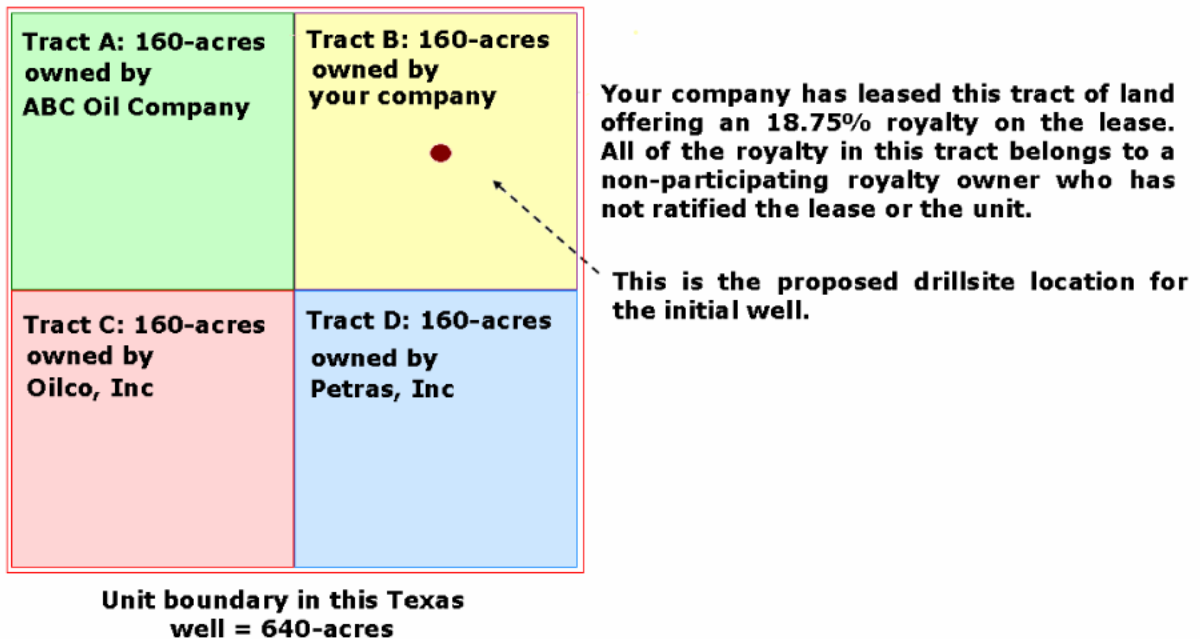 Tract A: 160-acres
owned by
ABC Oil Company
Tract B: 160-acres
owned by
your company
Your company has leased this tract of land
offering an 18.75% royalty on the lease.
All of the royalty in this tract belongs to a
non-participating royalty owner who has
not ratified the lease or the unit.
This is the proposed drillsite location for
the initial well.
Tract C: 160-acres
owned by
Oilco, Inc
Tract D: 160-acres
owned by
Petras, Inc
Unit boundary in this Texas
well = 640-acres